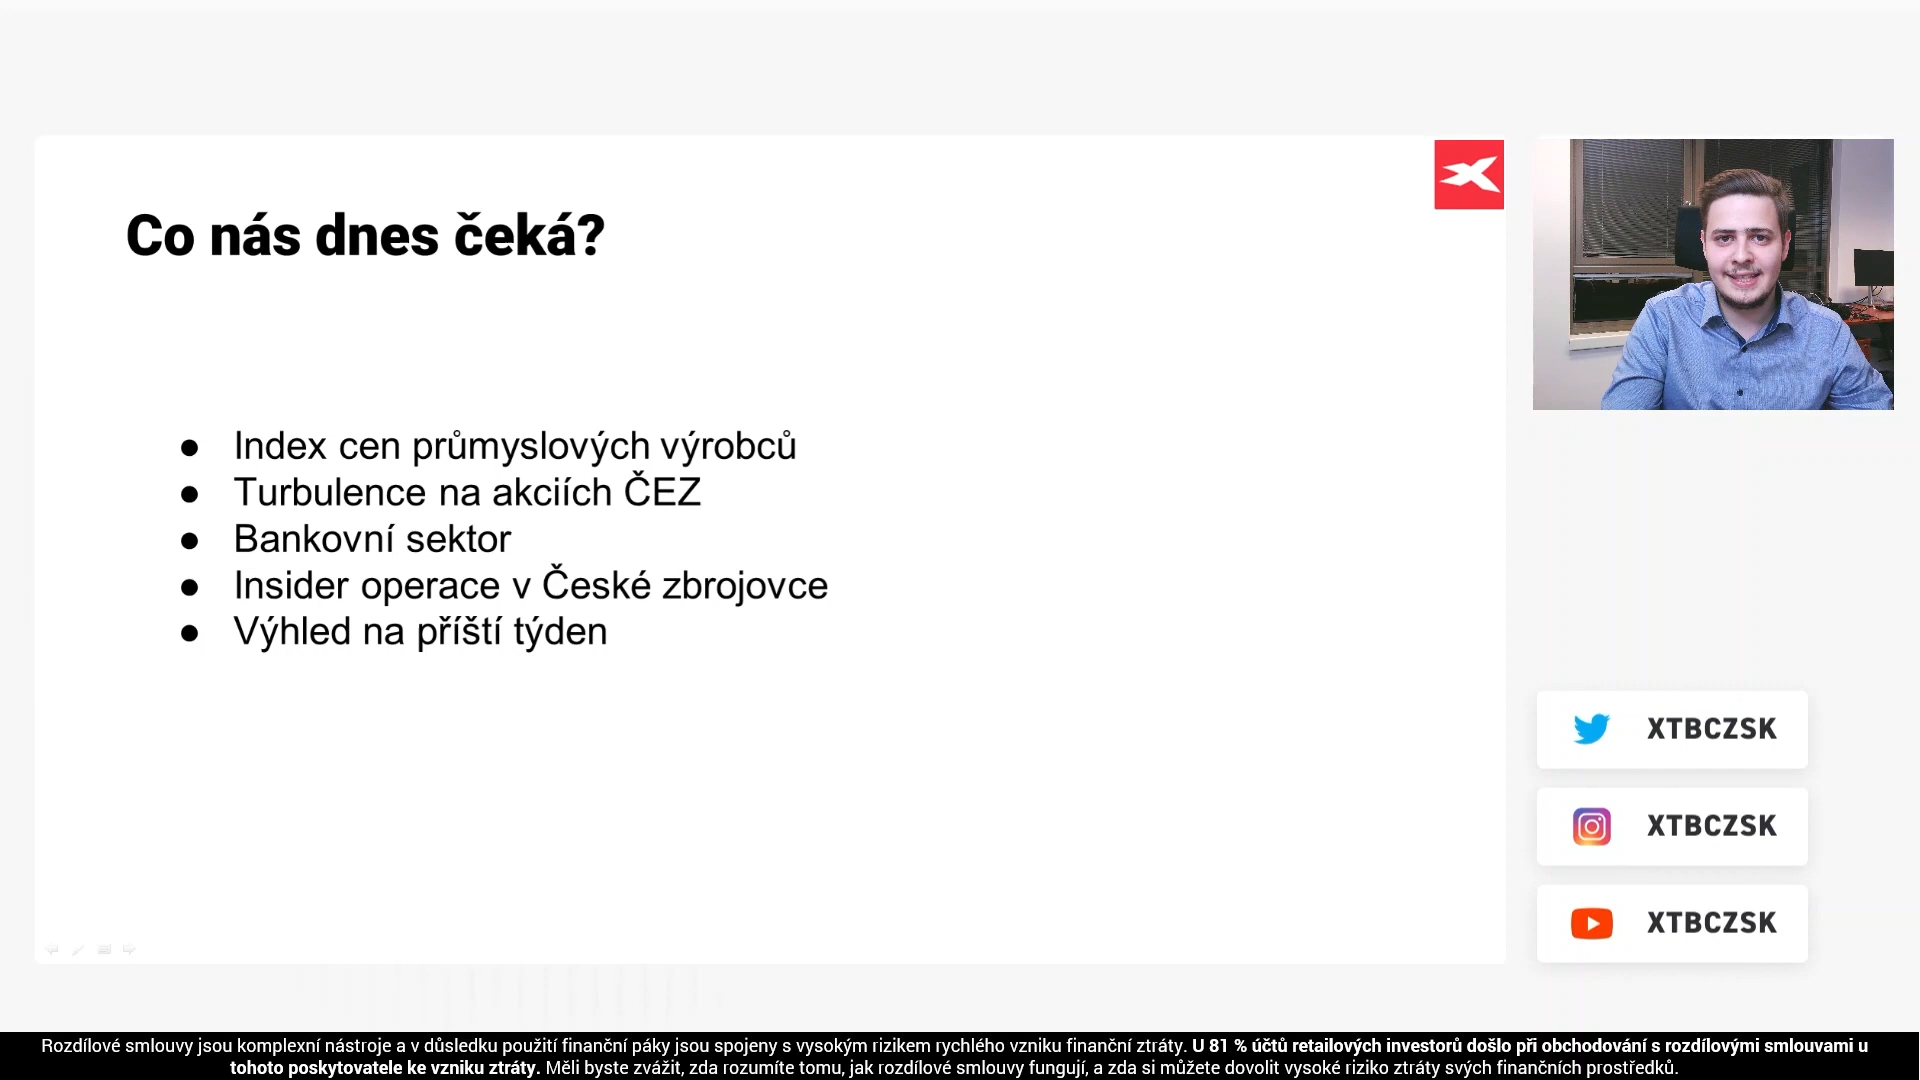 Co nás dnes čeká?
● Index cen průmyslových výrobců
● Turbulence na akciích ČEZ
● Bankovní sektor
● Insider operace v České zbrojovce
● Výhled na příští týden
XTBCZSK
XTBCZSK
XTBCZSK
Rozdílové smlouvy jsou komplexní nástroje a v důsledku použití finanční páky jsou spojeny s vysokým rizikem rychlého vzniku finanční ztráty. U 81 % účtů retailových investorů došlo při obchodování s rozdílovými smlouvami u
tohoto poskytovatele ke vzniku ztráty. Měli byste zvážit, zda rozumíte tomu, jak rozdílové smlouvy fungují, a zda si můžete dovolit vysoké riziko ztráty svých finančních prostředků.